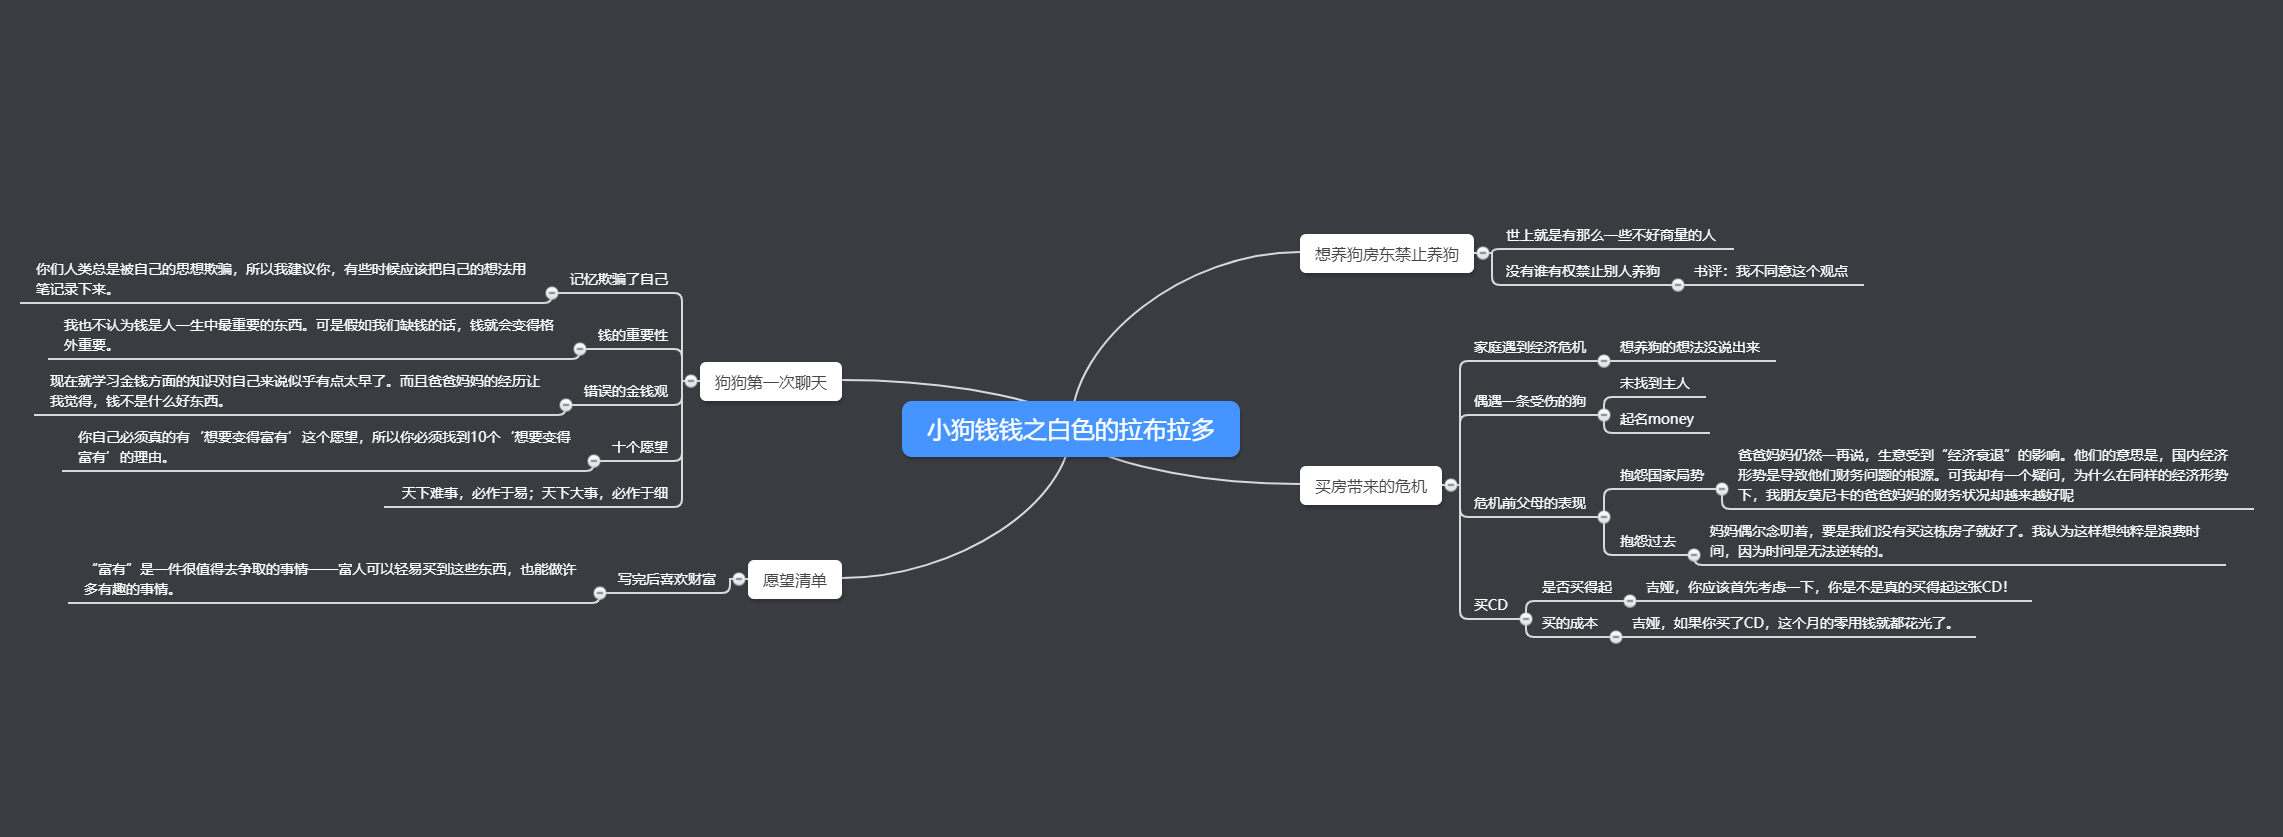 小狗钱钱之白色的拉布拉多
想养狗房东禁止养狗
世上就是有那么一些不好商量的人
没有谁有权禁止别人养狗
书评：我不同意这个观点
买房带来的危机
家庭遇到经济危机
想养狗的想法没说出来
偶遇一条受伤的狗
未找到主人
起名money
危机前父母的表现
抱怨国家局势
爸爸妈妈仍然一再说，生意受到“经济衰退”的影响。他们的意思是，国内经济
形势是导致他们财务问题的根源。可我却有一个疑问，为什么在同样的经济形势
下，我朋友莫尼卡的爸爸妈妈的财务状况却越来越好呢
抱怨过去
妈妈偶尔念叨着，要是我们没有买这栋房子就好了。我认为这样想纯粹是浪费时
间，因为时间是无法逆转的。
买CD
是否买得起
吉娅，你应该首先考虑一下，你是不是真的买得起这张CD！
买的成本
吉娅，如果你买了CD，这个月的零用钱就都花光了。
狗狗第一次聊天
记忆欺骗了自己
你们人类总是被自己的思想欺骗，所以我建议你，有些时候应该把自己的想法用
笔记录下来。
钱的重要性
我也不认为钱是人一生中最重要的东西。可是假如我们缺钱的话，钱就会变得格
外重要。
错误的金钱观
现在就学习金钱方面的知识对自己来说似乎有点太早了。而且爸爸妈妈的经历让
我觉得，钱不是什么好东西。
十个愿望
你自己必须真的有‘想要变得富有’这个愿望，所以你必须找到10个‘想要变得
富有’的理由。
天下难事，必作于易；天下大事，必作于细
愿望清单
写完后喜欢财富
“富有”是一件很值得去争取的事情——富人可以轻易买到这些东西，也能做许
多有趣的事情。